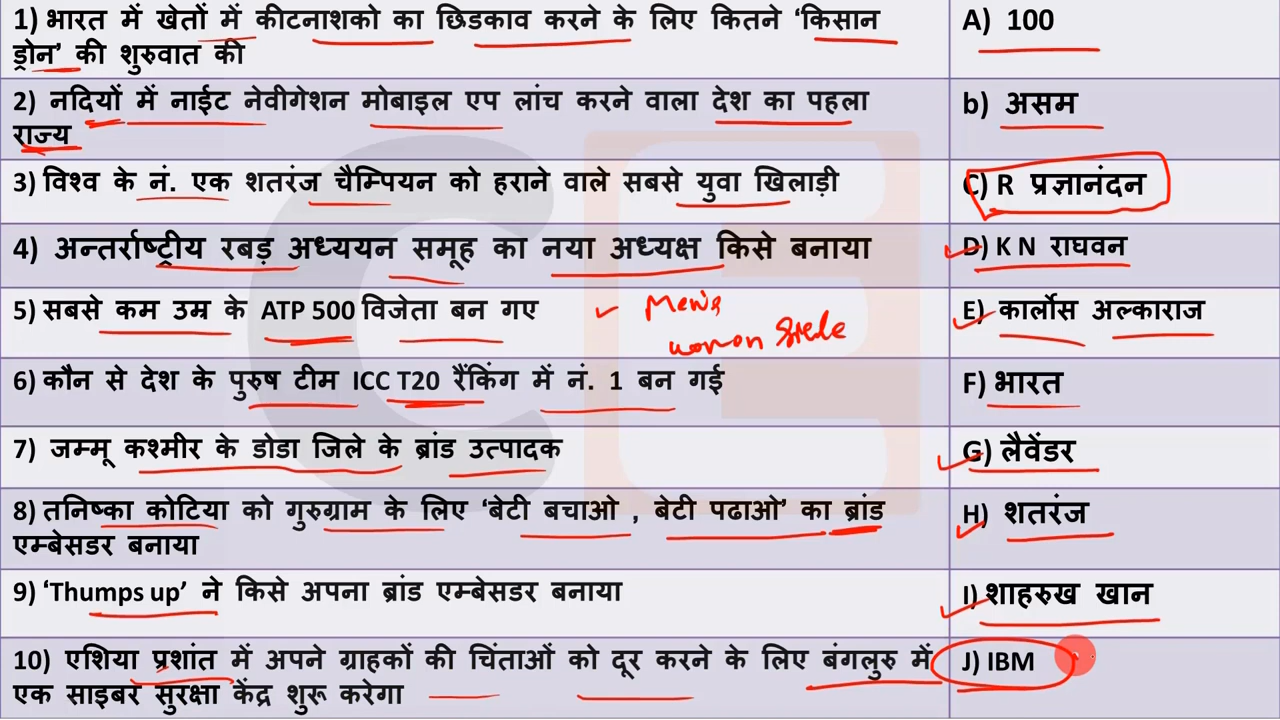 1) भारत में खेतों में कीटनाशको का छिडकाव करने के लिए कितने ‘किसान
ड्रोन’ की शुरुवात की
A) 100
2) नदियों में नाईट नेवीगेशन मोबाइल एप लांच करने वाला देश का पहला
राज्य
b) असम
3) विश्व के नं. एक शतरंज चैम्पियन को हराने वाले सबसे युवा खिलाड़ी
C) R प्रज्ञानंदन
4) अन्तर्राष्ट्रीय रबड़ अध्ययन समूह का नया अध्यक्ष किसे बनाया
D) K N राघवन
5) सबसे कम उम्र के ATP 500 विजेता बन गए
Men's
E) कार्लोस अल्काराज
6) कौन से देश के पुरुष टीम ICC T20 रैंकिंग में नं. 1 बन गई
F) भारत
7) जम्मू कश्मीर के डोडा जिले के ब्रांड उत्पादक
G) लैवेंडर
8) तनिष्का कोटिया को गुरुग्राम के लिए ‘बेटी बचाओ , बेटी पढाओ’ का ब्रांड
एम्बेसडर बनाया
H) शतरंज
9) ‘Thumps up’ ने किसे अपना ब्रांड एम्बेसडर बनाया
I) शाहरुख खान
10) एशिया प्रशांत में अपने ग्राहकों की चिंताओं को दूर करने के लिए बंगलुरु में
एक साइबर सुरक्षा केंद्र शुरू करेगा
J) IBM